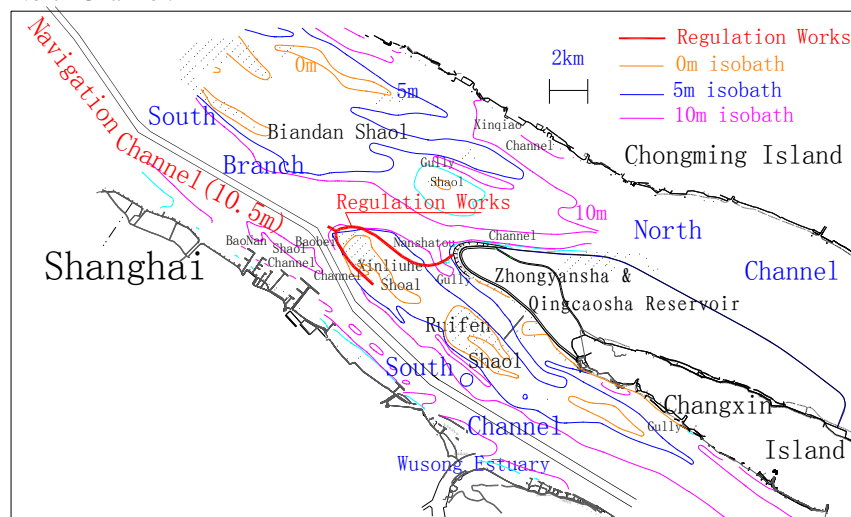 Regulation Works
0m isobath
5m isobath
10m isobath
2km
Navigation Channel(10.5m)
0m
5m
South
Branch
Biandan Shaol
Xinqiao
Channel
Gully
Shaol
Chongming Island
Regulation Works
10m
North
Channel
Shanghai
BaoNan
Shaol
Channel
Baobei
Channel
Nanshatou
Channel
Gully
Xinliuhe
Shoal
Zhongyansha &
Qingcaosha Reservoir
Ruifen
Shaol
South
Channel
Changxin
Island
Gully
Wusong Estuary